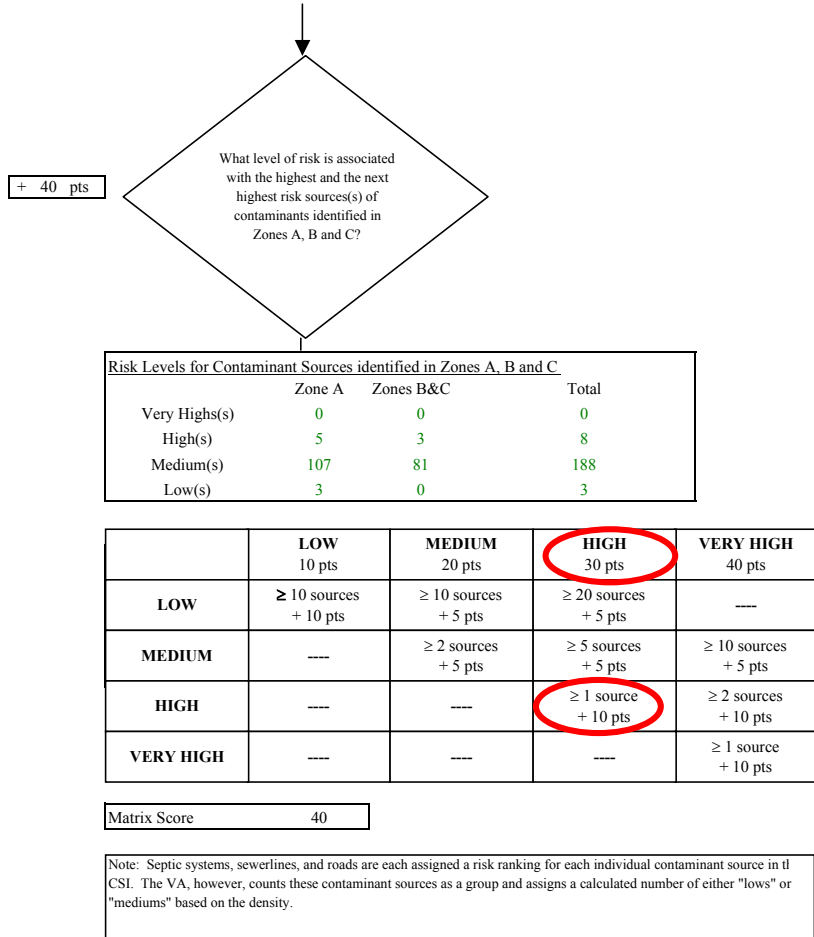 What level of risk is associated
with the highest and the next
highest risk sources(s) of
contaminants identified in
Zones A, B and C?
+ 40 pts
Risk Levels for Contaminant Sources identified in Zones A, B and C
Zone A Zones B&C Total
Very Highs(s) 0 0 0
High(s) 5 3 8
Medium(s) 107 81 188
Low(s) 3 0 3
LOW MEDIUM HIGH VERY HIGH
10 pts 20 pts 30 pts 40 pts
LOW ≥ 10 sources + 10 pts ≥ 10 sources + 5 pts ≥ 20 sources + 5 pts ----
MEDIUM ---- ≥ 2 sources + 5 pts ≥ 5 sources + 5 pts ≥ 10 sources + 5 pts
HIGH ---- ---- ≥ 1 source + 10 pts ≥ 2 sources + 10 pts
VERY HIGH ---- ---- ---- ≥ 1 source + 10 pts
Matrix Score 40
Note: Septic systems, sewerlines, and roads are each assigned a risk ranking for each individual contaminant source in
CSI. The VA, however, counts these contaminant sources as a group and assigns a calculated number of either "lows" or
"mediums" based on the density.